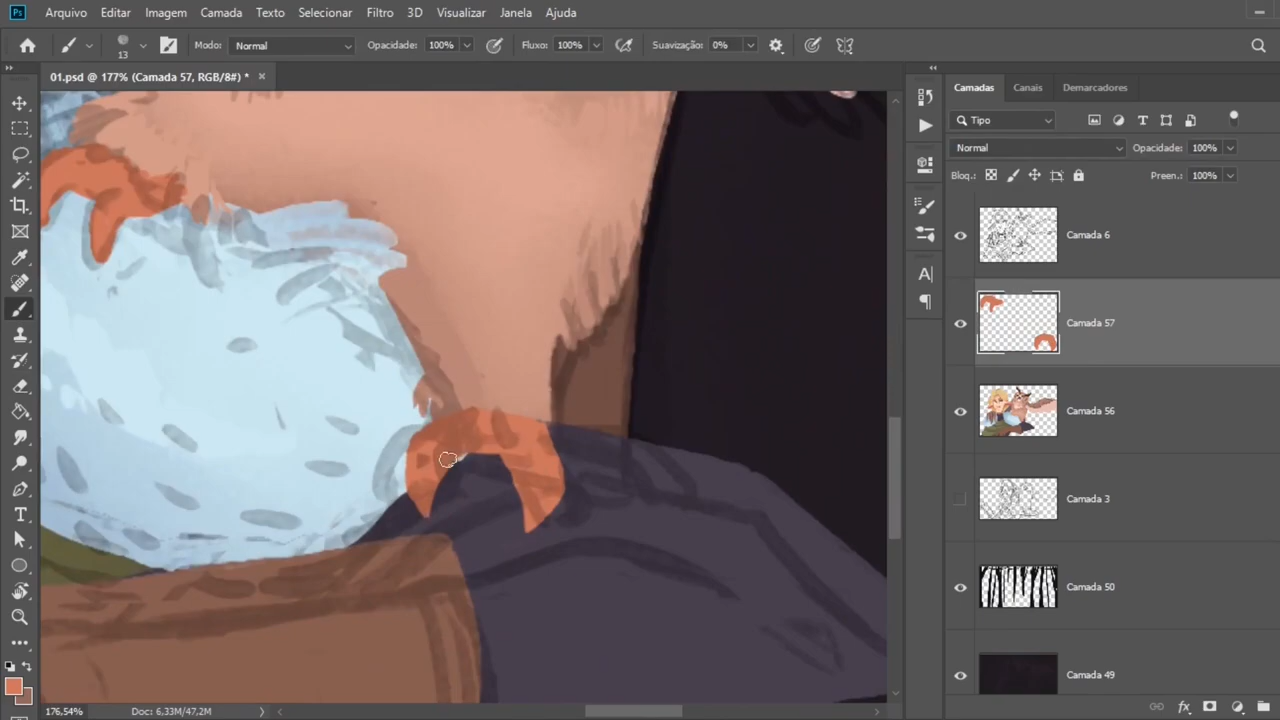 Ps Arquivo Editar Imagem Camada Texto Selecionar Filtro 3D Visualizar Janela Ajuda
13 Modo: Normal Opacidade: 100% Fluxo: 100% Suavização: 0%
01.psd @ 177% (Camada 57, RGB/8#) * ×
Camadas Canais Demarcadores
Tipo
Normal Opacidade: 100%
Bloq.: Preen.: 100%
Camada 6
Camada 57
Camada 56
Camada 3
Camada 50
Camada 49
176,54% Doc: 6,33M/47,2M